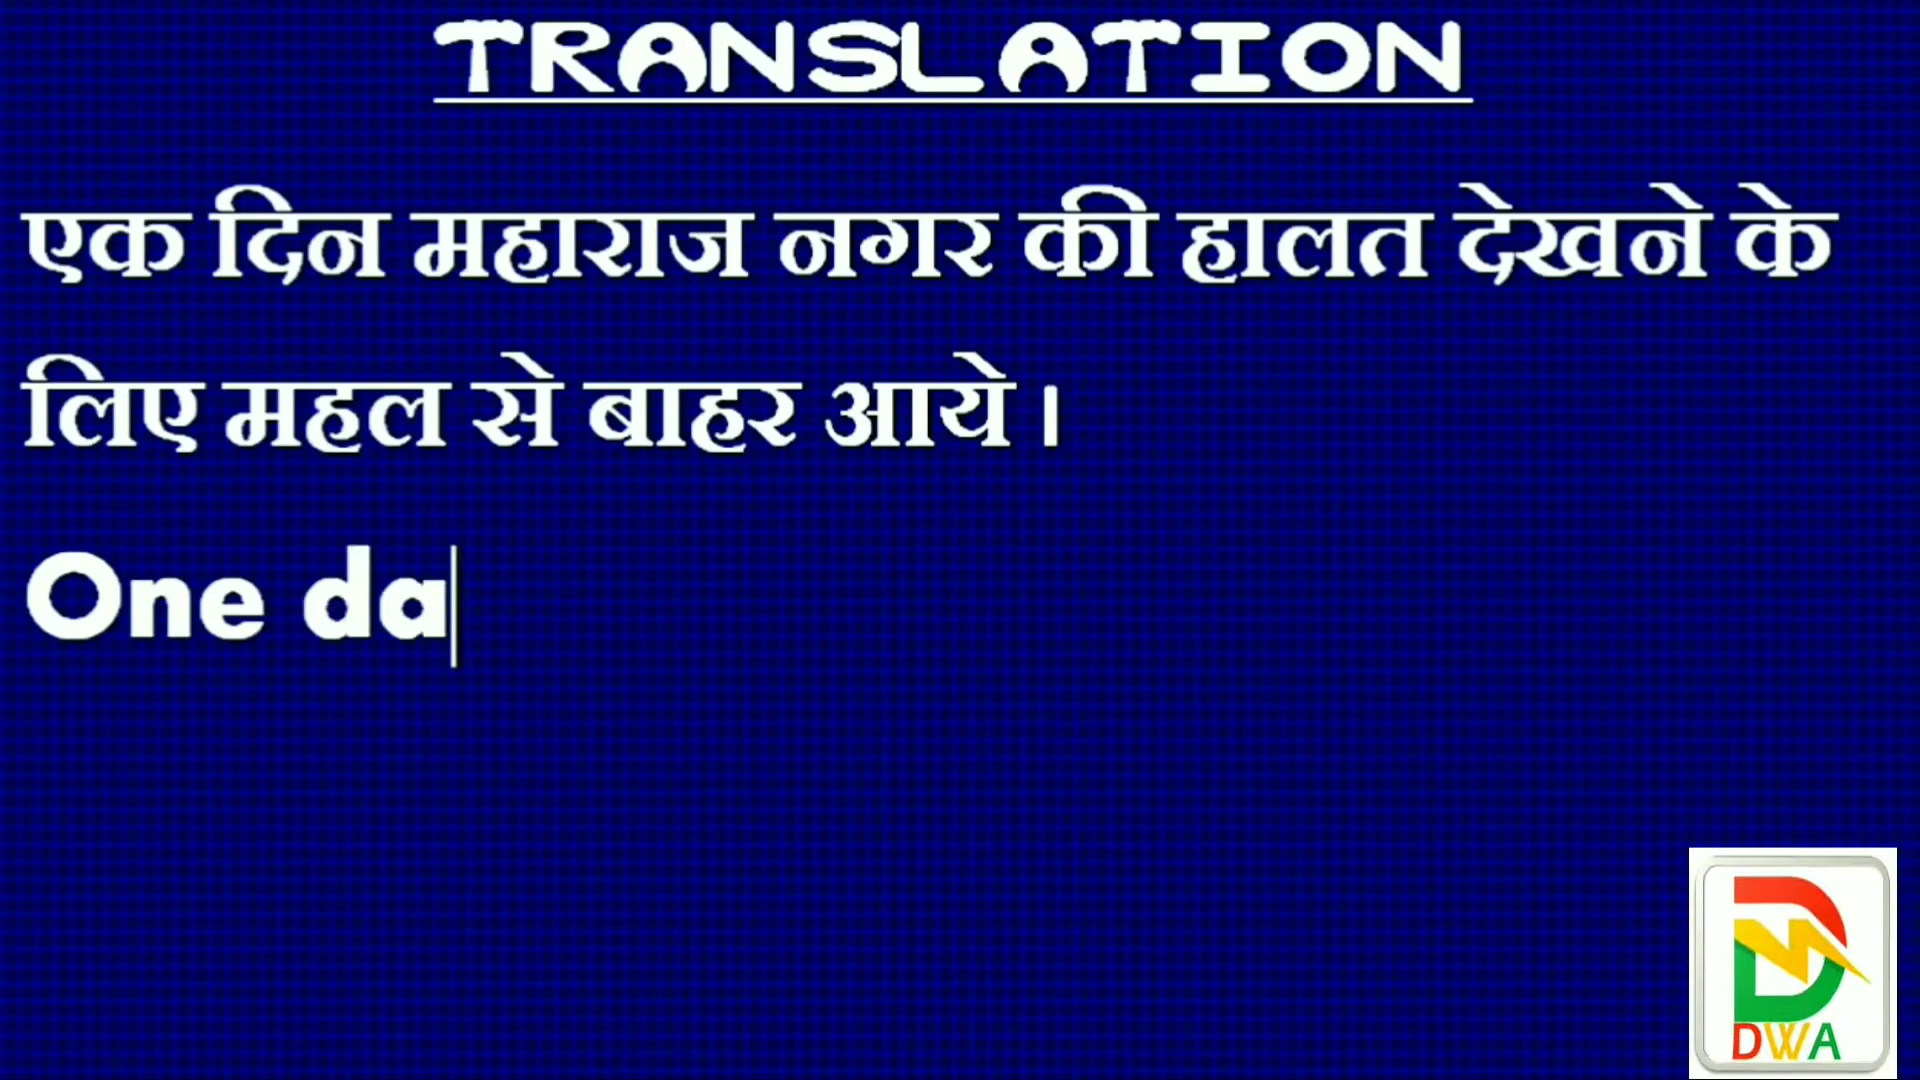 TRANSLATION
एक दिन महाराज नगर की हालत देखने के
लिए महल से बाहर आये ।
One da
DWA